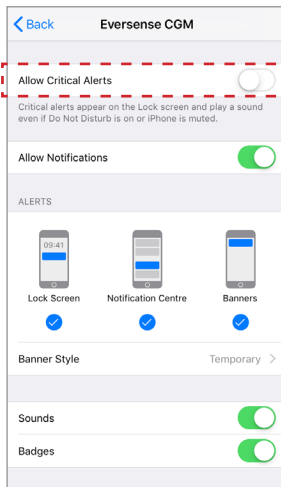 Back
Eversense CGM
Allow Critical Alerts
Critical alerts appear on the Lock screen and play a sound
even if Do Not Disturb is on or iPhone is muted.
Allow Notifications
ALERTS
09:41
Lock Screen
Notification Centre
Banners
Banner Style
Temporary
Sounds
Badges